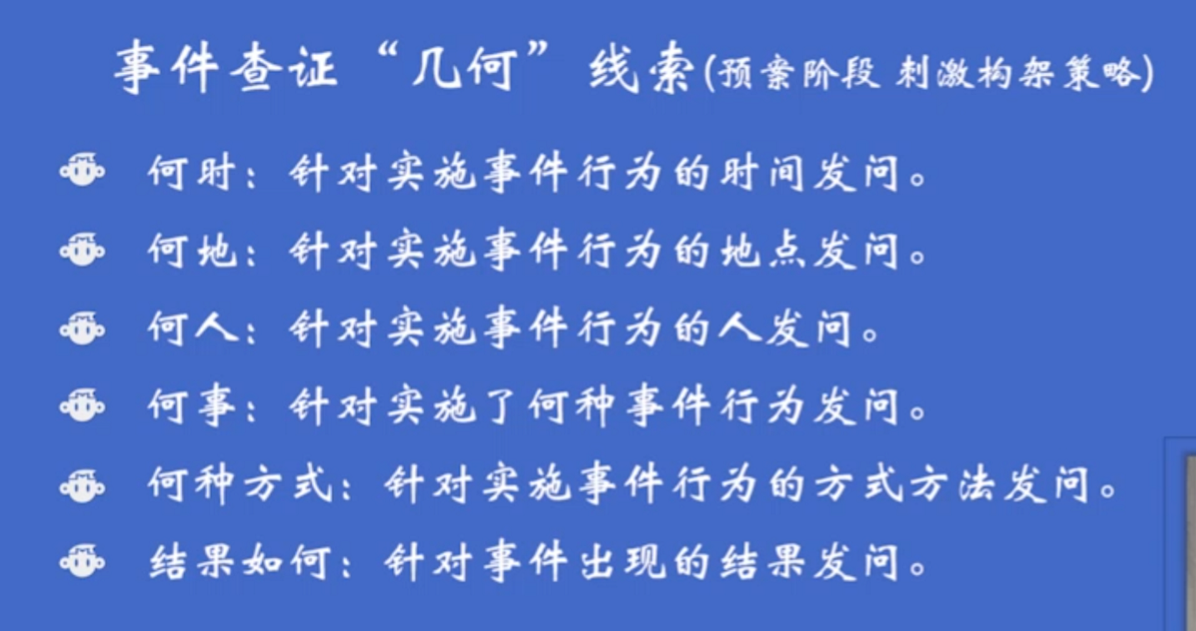 事件查证“几何”线索(预案阶段 刺激构架策略)
何时：针对实施事件行为的时间发问。
何地：针对实施事件行为的地点发问。
何人：针对实施事件行为的人发问。
何事：针对实施了何种事件行为发问。
何种方式：针对实施事件行为的方式方法发问。
结果如何：针对事件出现的结果发问。